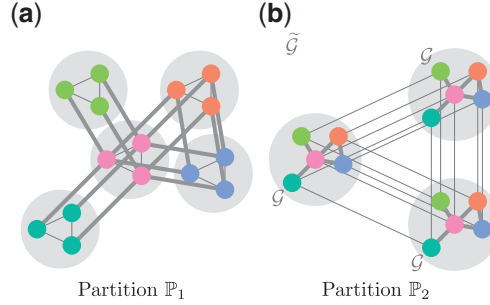 (a)
(b)
𝒢̃
𝒢
𝒢
𝒢
Partition ℙ₁
Partition ℙ₂